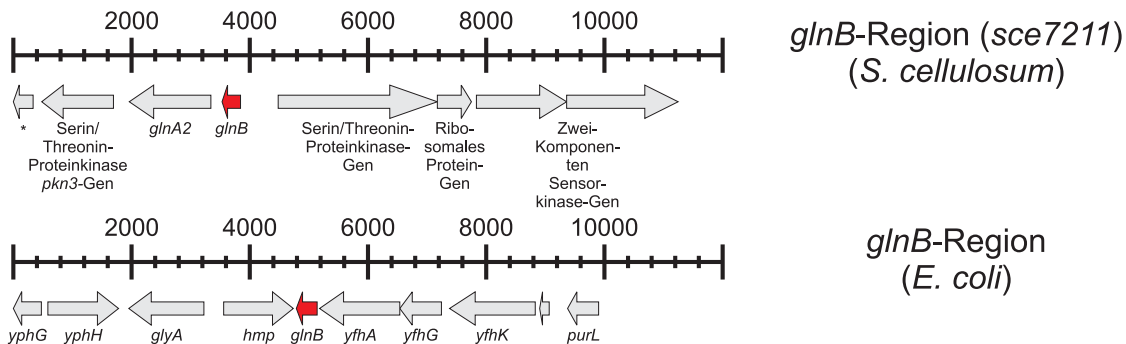 2000 4000 6000 8000 10000
glnB-Region (sce7211)
(S. cellulosum)
* Serin/ glnA2 glnB Serin/Threonin- Ribo- Zwei-
Threonin- Proteinkinase- somales Komponen-
Proteinkinase Gen Protein- ten
pkn3-Gen Gen Sensor-
kinase-Gen
2000 4000 6000 8000 10000
glnB-Region
(E. coli)
yphG yphH glyA hmp glnB yfhA yfhG yfhK purL